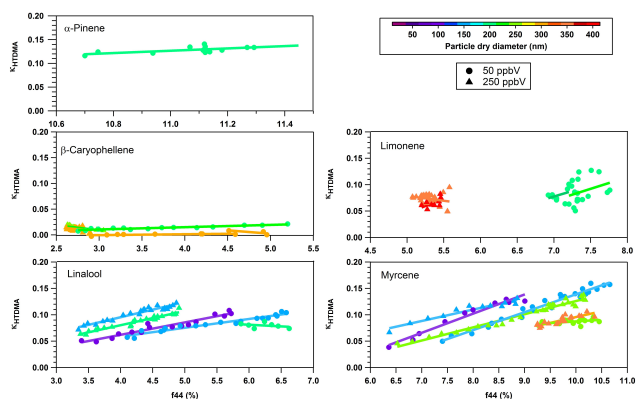 α-Pinene
κHTDMA
0.20
0.15
0.10
0.05
0.00
10.6 10.8 11.0 11.2 11.4
50 100 150 200 250 300 350 400
Particle dry diameter (nm)
50 ppbV
250 ppbV
β-Caryophellene
κHTDMA
0.20
0.15
0.10
0.05
0.00
2.5 3.0 3.5 4.0 4.5 5.0 5.5
Limonene
κHTDMA
0.20
0.15
0.10
0.05
0.00
4.5 5.0 5.5 6.0 6.5 7.0 7.5 8.0
Linalool
κHTDMA
0.20
0.15
0.10
0.05
0.00
3.0 3.5 4.0 4.5 5.0 5.5 6.0 6.5 7.0
f44 (%)
Myrcene
κHTDMA
0.20
0.15
0.10
0.05
0.00
6.0 6.5 7.0 7.5 8.0 8.5 9.0 9.5 10.0 10.5 11.0
f44 (%)